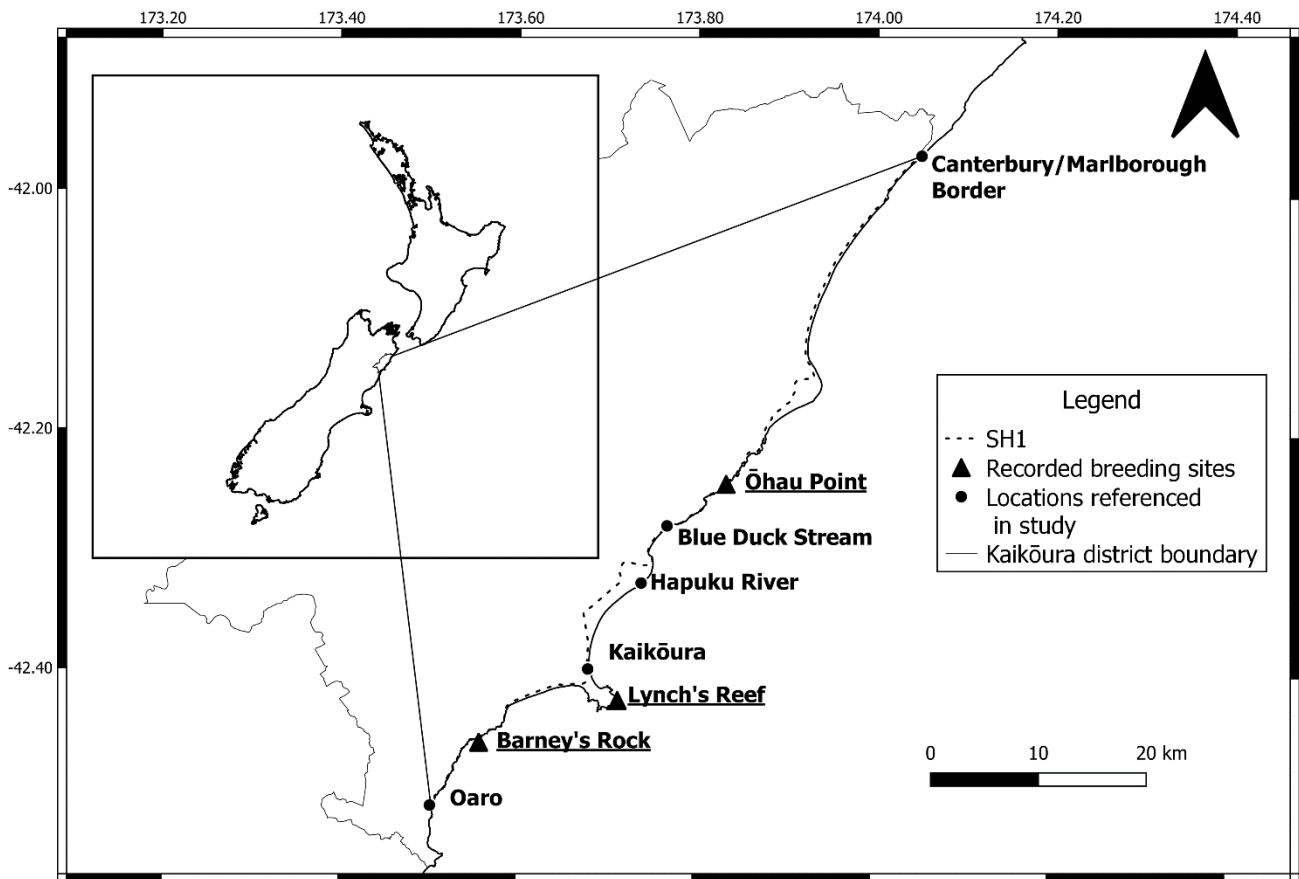 173.20 173.40 173.60 173.80 174.00 174.20 174.40
-42.00
-42.20
-42.40
Canterbury/Marlborough
Border
Ōhau Point
Blue Duck Stream
Hapuku River
Kaikōura
Lynch's Reef
Barney's Rock
Oaro
Legend
SH1
Recorded breeding sites
Locations referenced
in study
Kaikōura district boundary
0 10 20 km